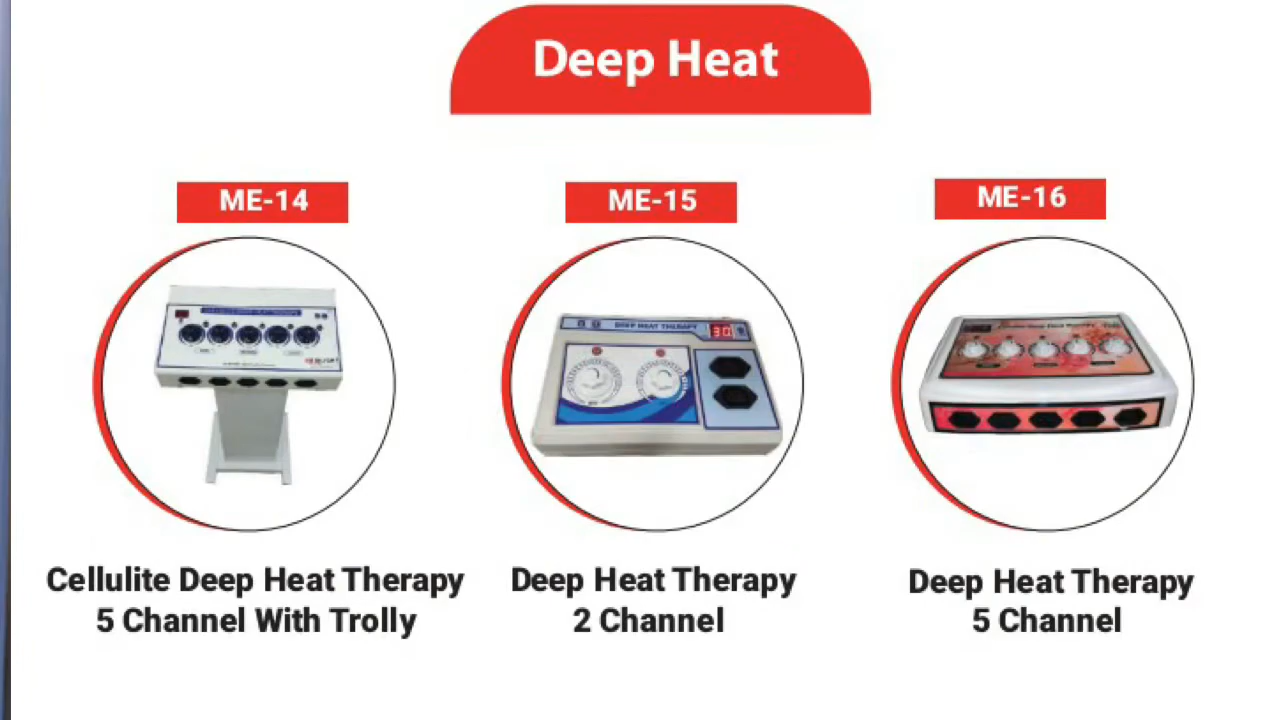 Deep Heat
ME-14
ME-15
ME-16
DEEP HEAT THERAPY
30
Cellulite Deep Heat Therapy
5 Channel With Trolly
Deep Heat Therapy
2 Channel
Deep Heat Therapy
5 Channel